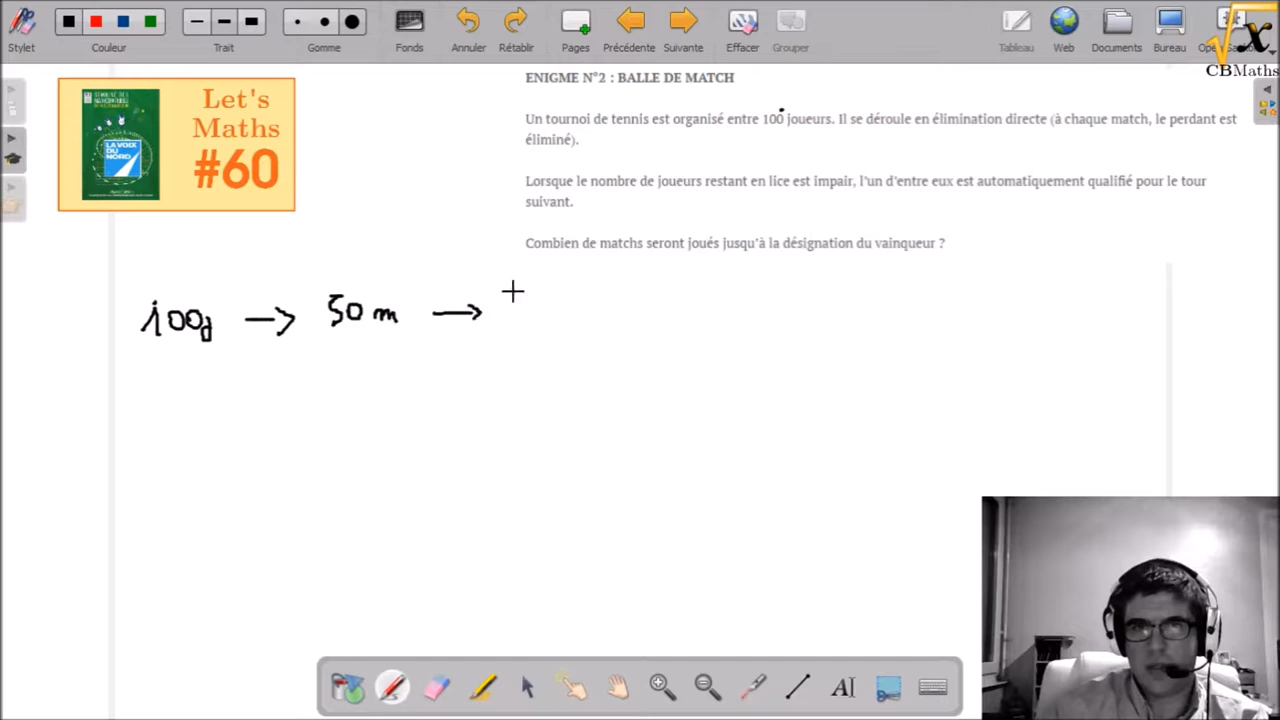 Stylet
Couleur
Trait
Gomme
Fonds
Annuler
Rétablir
Pages
Précédente
Suivante
Effacer
Grouper
Tableau
Web
Documents
Bureau
CBMaths
Let's
Maths
#60
LA VOIX
DU
NORD
ENIGME N°2 : BALLE DE MATCH
Un tournoi de tennis est organisé entre 100 joueurs. Il se déroule en élimination directe (à chaque match, le perdant est
éliminé).
Lorsque le nombre de joueurs restant en lice est impair, l'un d'entre eux est automatiquement qualifié pour le tour
suivant.
Combien de matchs seront joués jusqu'à la désignation du vainqueur ?
100j → 50 m →